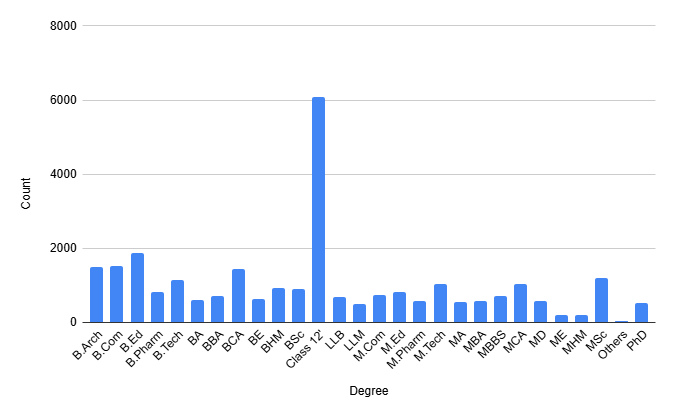 8000
6000
4000
2000
0
Count
B.Arch
B.Com
B.Ed
B.Pharm
B.Tech
BA
BBA
BCA
BE
BHM
BSc
Class 12'
LLB
LLM
M.Com
M.Ed
M.Pharm
M.Tech
MA
MBA
MBBS
MCA
MD
ME
MHM
MSc
Others
PhD
Degree